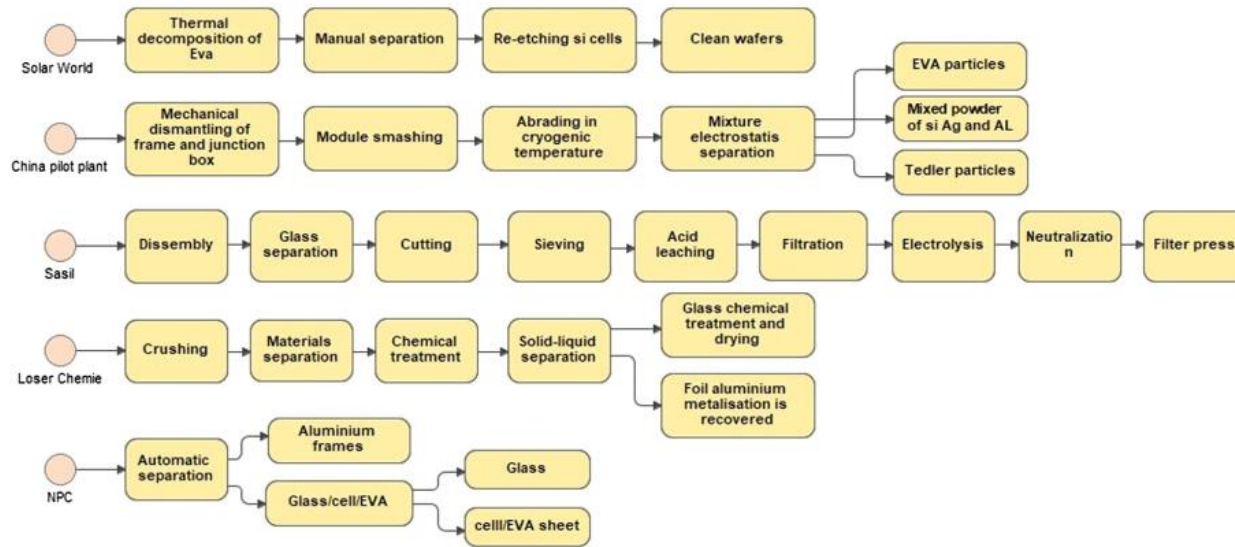 Thermal
decomposition of
Eva
Manual separation
Re-etching si cells
Clean wafers
Solar World
EVA particles
Mechanical
dismantling of
frame and junction
box
Module smashing
Abrading in
cryogenic
temperature
Mixture
electrostatis
separation
Mixed powder
of si Ag and AL
Tedler particles
China pilot plant
Dissembly
Glass
separation
Cutting
Sieving
Acid
leaching
Filtration
Electrolysis
Neutralizatio
n
Filter press
Sasil
Crushing
Materials
separation
Chemical
treatment
Solid-liquid
separation
Glass chemical
treatment and
drying
Foil aluminium
metalisation is
recovered
Loser Chemie
Automatic
separation
Aluminium
frames
Glass/cell/EVA
Glass
celll/EVA sheet
NPC